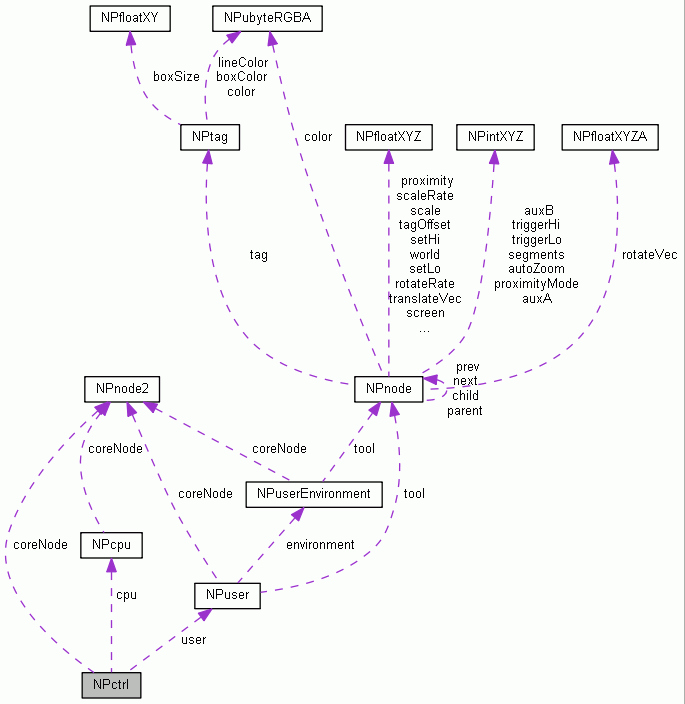 NPfloatXY
NPubyteRGBA
boxSize
lineColor
boxColor
color
NPtag
color
NPfloatXYZ
NPintXYZ
NPfloatXYZA
tag
proximity
scaleRate
scale
tagOffset
setHi
world
setLo
rotateRate
translateVec
screen
...
auxB
triggerHi
triggerLo
segments
autoZoom
proximityMode
auxA
rotateVec
NPnode2
NPnode
prev
next
child
parent
coreNode
coreNode
tool
coreNode
NPuserEnvironment
tool
coreNode
NPcpu
environment
cpu
NPuser
user
NPctrl